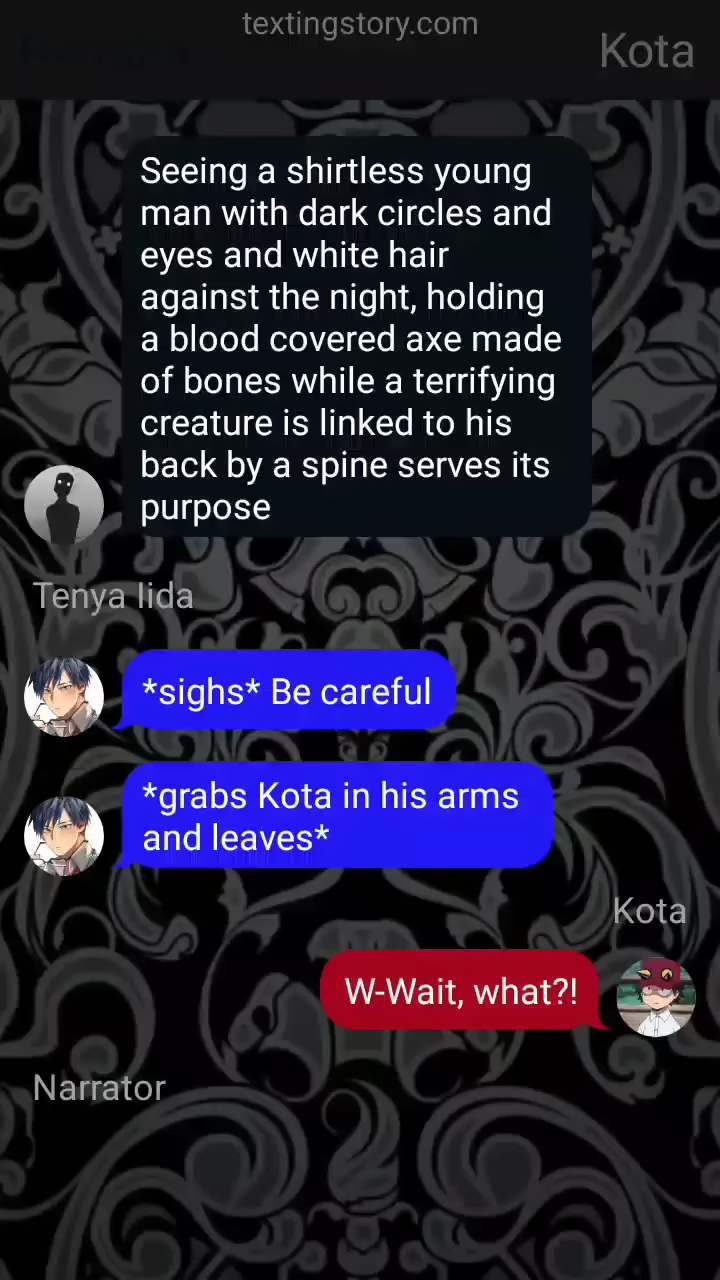 textingstory.com
Kota
Seeing a shirtless young
man with dark circles and
eyes and white hair
against the night, holding
a blood covered axe made
of bones while a terrifying
creature is linked to his
back by a spine serves its
purpose
Tenya Iida
*sighs* Be careful
*grabs Kota in his arms
and leaves*
Kota
W-Wait, what?!
Narrator